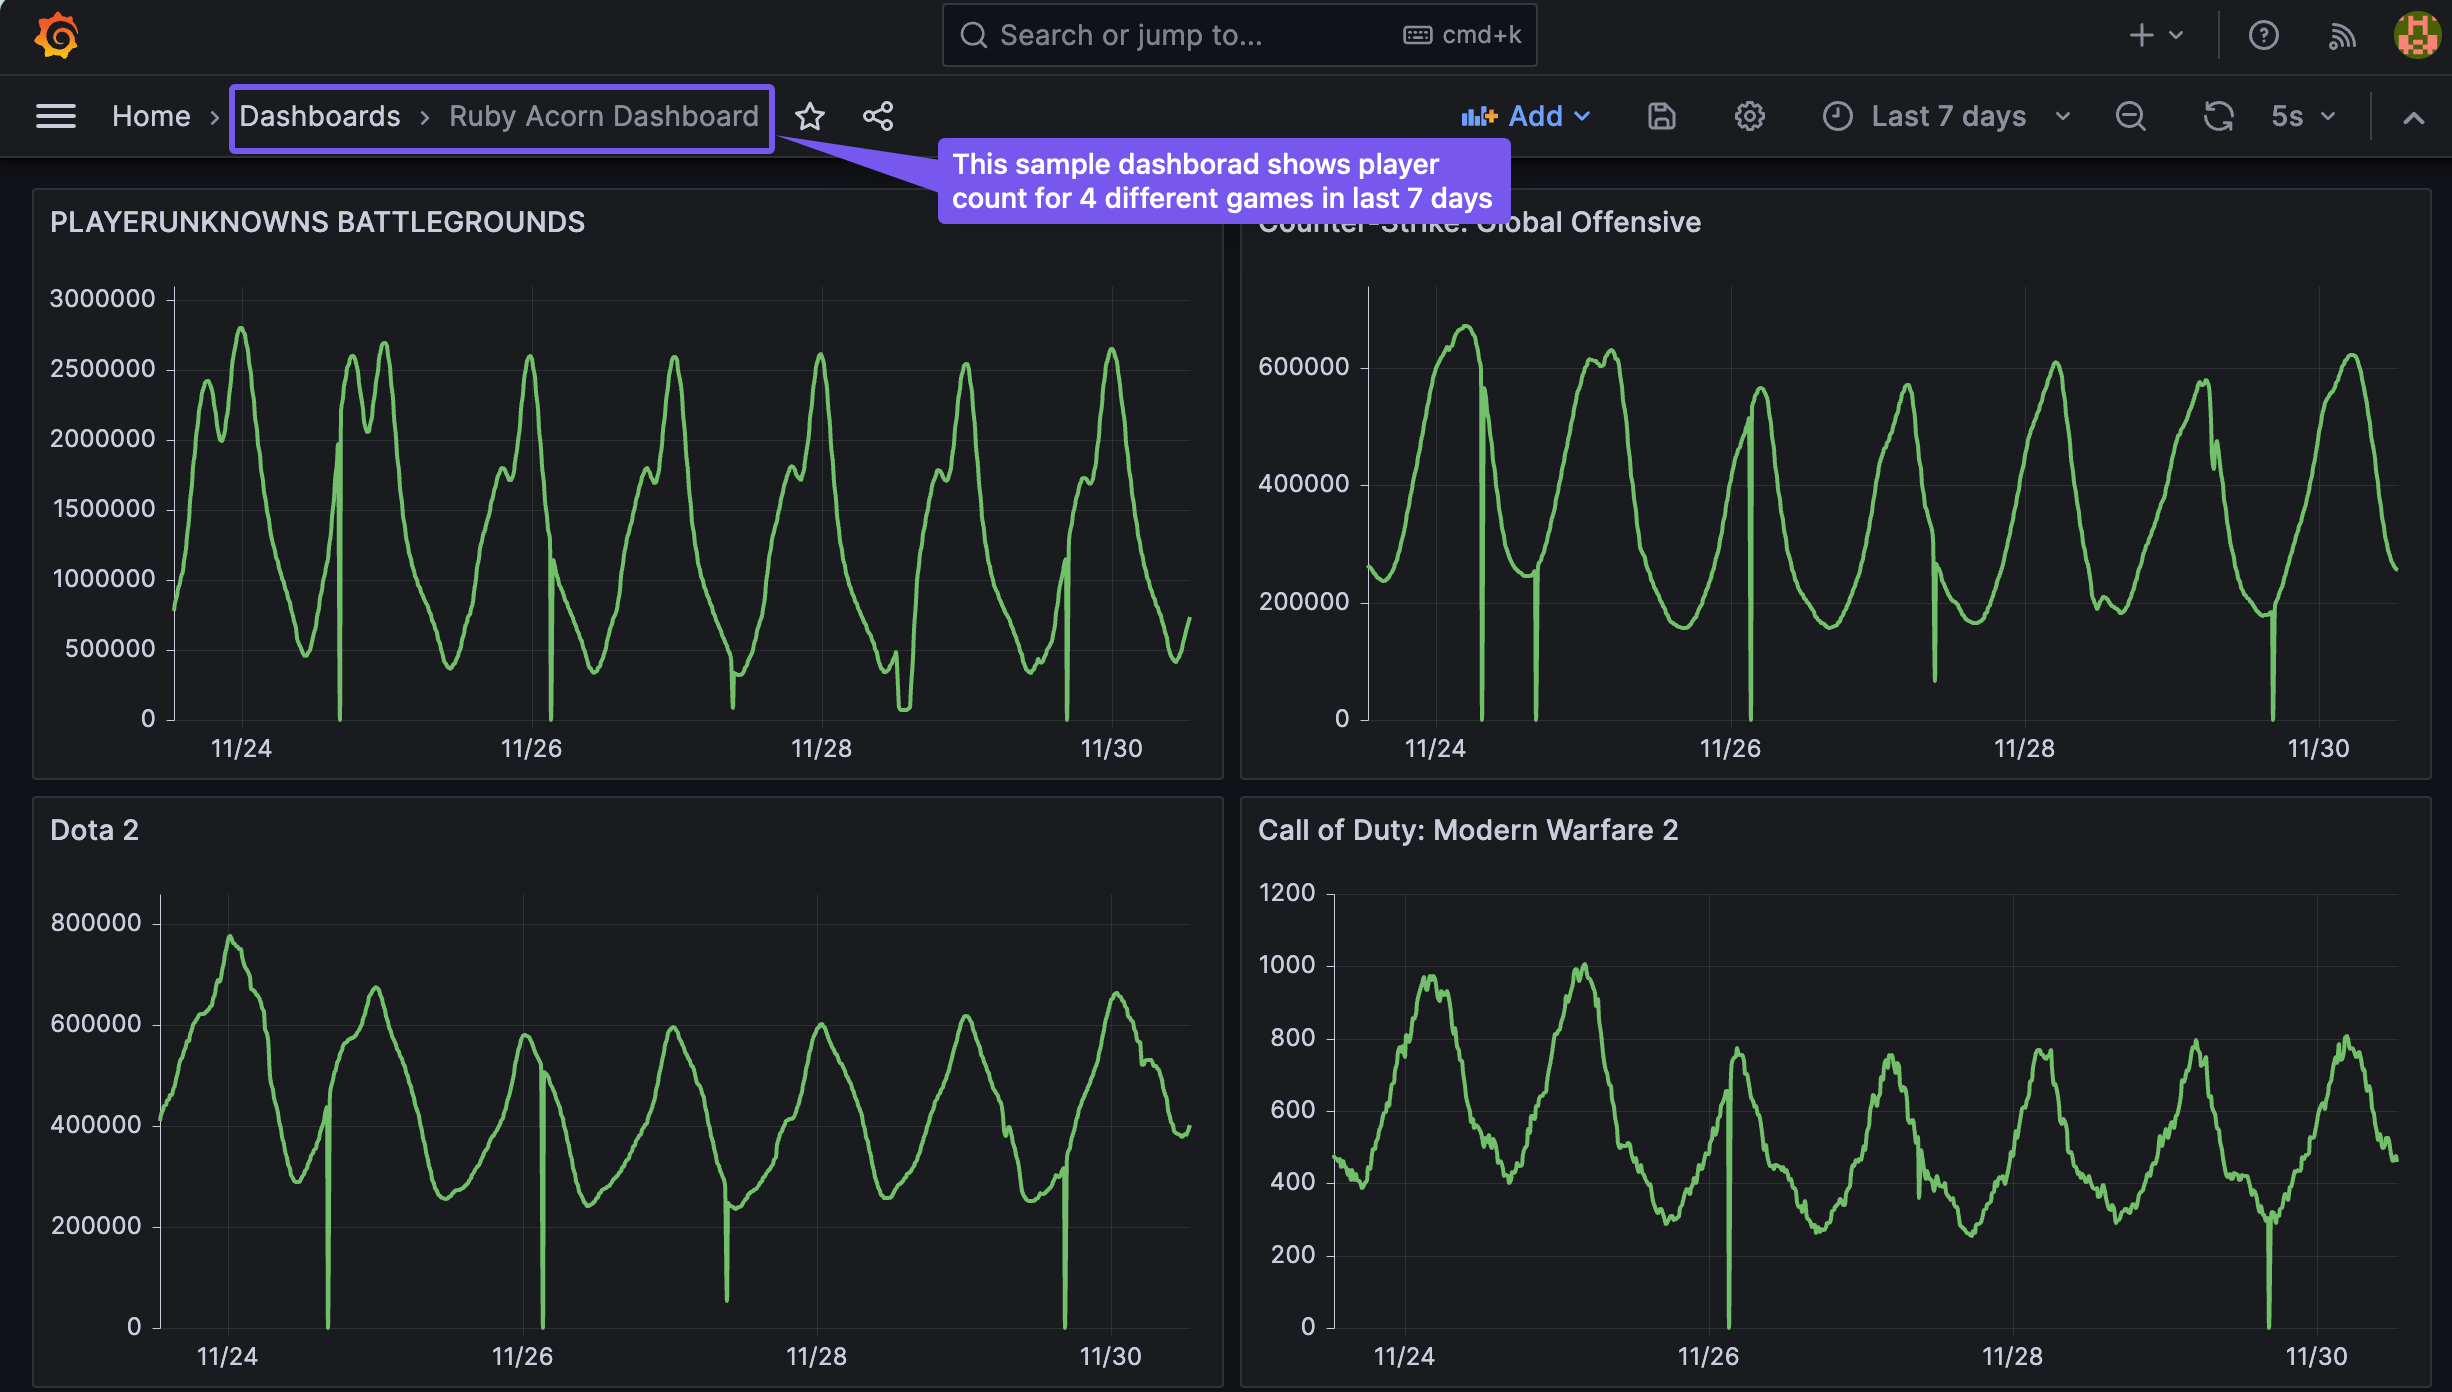 Search or jump to...
cmd+k
Home › Dashboards › Ruby Acorn Dashboard
Add
Last 7 days
5s
This sample dashborad shows player
count for 4 different games in last 7 days
PLAYERUNKNOWNS BATTLEGROUNDS
3000000
2500000
2000000
1500000
1000000
500000
0
11/24 11/26 11/28 11/30
Counter-Strike: Global Offensive
600000
400000
200000
0
11/24 11/26 11/28 11/30
Dota 2
800000
600000
400000
200000
0
11/24 11/26 11/28 11/30
Call of Duty: Modern Warfare 2
1200
1000
800
600
400
200
0
11/24 11/26 11/28 11/30